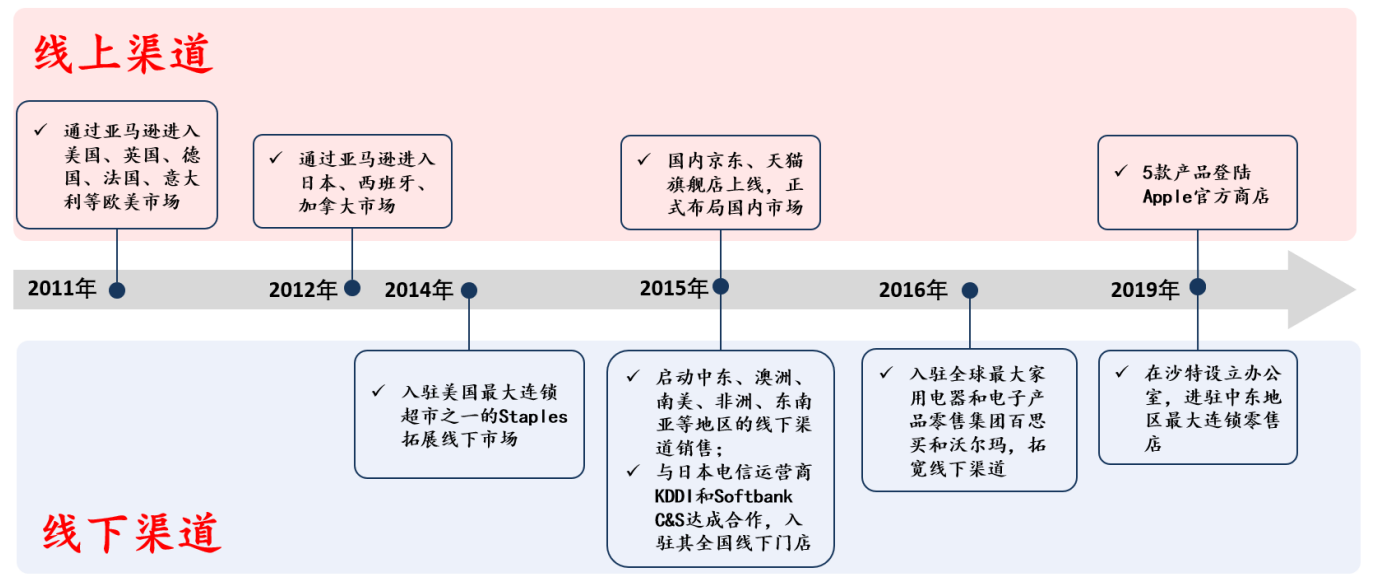 线上渠道
✓ 通过亚马逊进入
美国、英国、德
国、法国、意大
利等欧美市场
✓ 通过亚马逊进入
日本、西班牙、
加拿大市场
✓ 国内京东、天猫
旗舰店上线，正
式布局国内市场
✓ 5款产品登陆
Apple官方商店
2011年
2012年
2014年
2015年
2016年
2019年
✓ 入驻美国最大连锁
超市之一的Staples
拓展线下市场
✓ 启动中东、澳洲、
南美、非洲、东南
亚等地区的线下渠
道销售；
✓ 与日本电信运营商
KDDI和Softbank
C&S达成合作，入
驻其全国线下门店
✓ 入驻全球最大家
用电器和电子产
品零售集团百思
买和沃尔玛，拓
宽线下渠道
✓ 在沙特设立办公
室，进驻中东地
区最大连锁零售
店
线下渠道